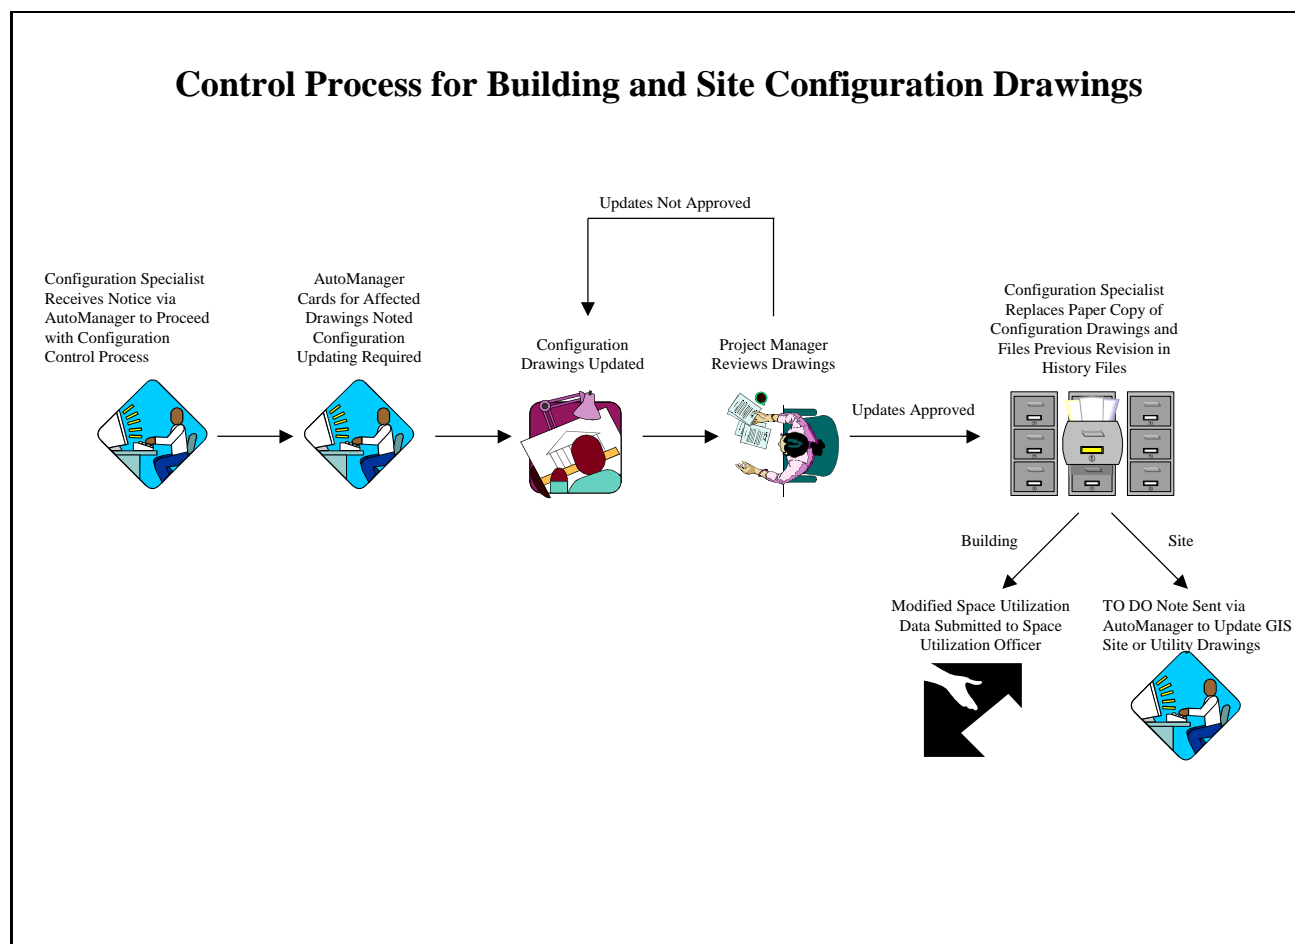 Control Process for Building and Site Configuration Drawings
Updates Not Approved
Configuration Specialist
Receives Notice via
AutoManager to Proceed
with Configuration
Control Process
AutoManager
Cards for Affected
Drawings Noted
Configuration
Updating Required
Configuration
Drawings Updated
Project Manager
Reviews Drawings
Updates Approved
Configuration Specialist
Replaces Paper Copy of
Configuration Drawings and
Files Previous Revision in
History Files
Building
Site
Modified Space Utilization
Data Submitted to Space
Utilization Officer
TO DO Note Sent via
AutoManager to Update GIS
Site or Utility Drawings